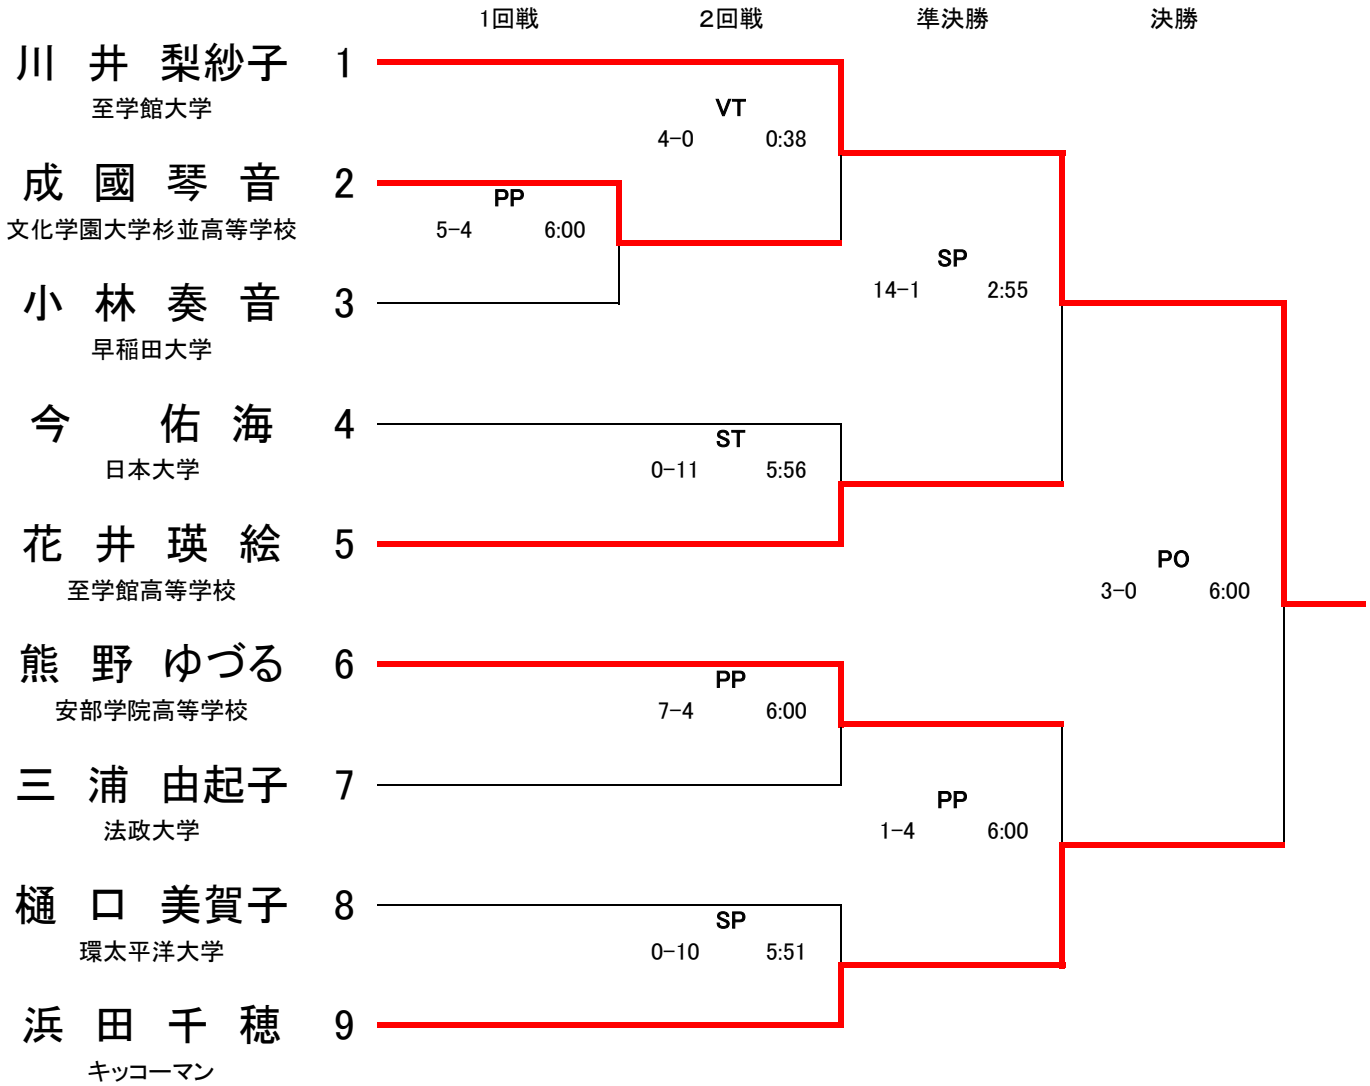 1回戦 2回戦 準決勝 決勝
川 井 梨紗子 1
至学館大学
VT
4-0 0:38
成 國 琴 音 2
PP
文化学園大学杉並高等学校
5-4 6:00
SP
14-1 2:55
小 林 奏 音 3
早稲田大学
今 佑 海 4
ST
日本大学
0-11 5:56
花 井 瑛 絵 5
至学館高等学校
PO
3-0 6:00
熊 野 ゆづる 6
PP
安部学院高等学校
7-4 6:00
三 浦 由起子 7
法政大学
PP
1-4 6:00
樋 口 美賀子 8
SP
環太平洋大学
0-10 5:51
浜 田 千 穂 9
キッコーマン